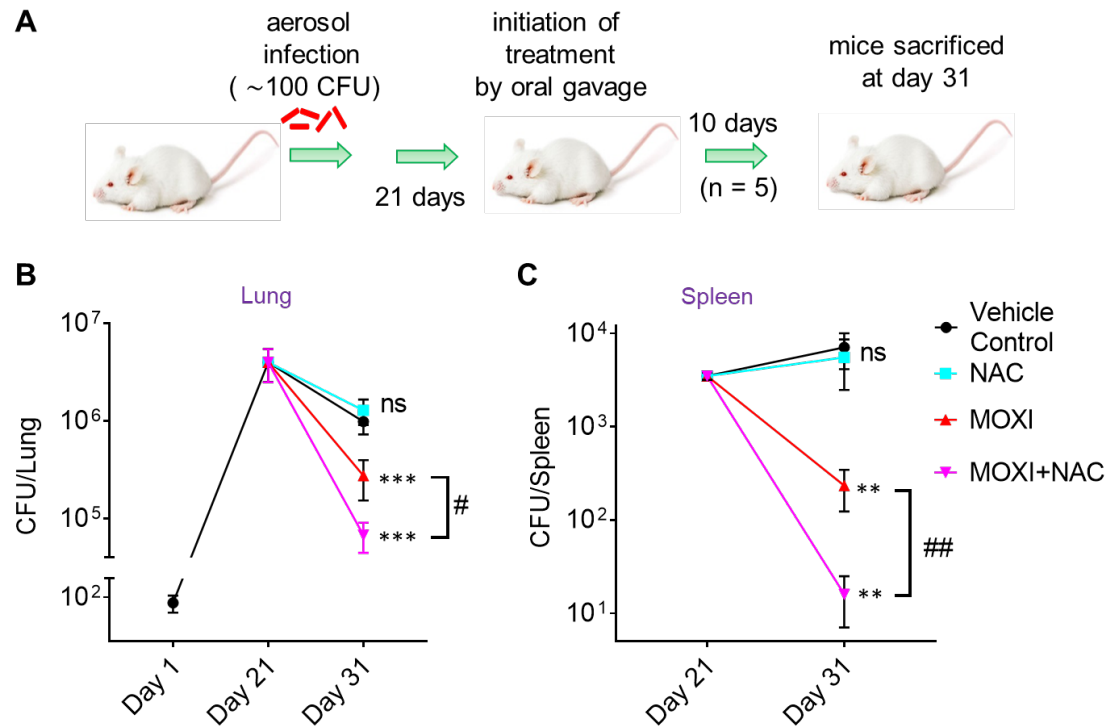 A
aerosol
infection
( ~100 CFU)
initiation of
treatment
by oral gavage
mice sacrificed
at day 31
21 days
10 days
(n = 5)
B
Lung
CFU/Lung
10⁷
10⁶
10⁵
10²
ns
***
***
#
Day 1
Day 21
Day 31
C
Spleen
CFU/Spleen
10⁴
10³
10²
10¹
ns
**
**
##
Day 21
Day 31
Vehicle
Control
NAC
MOXI
MOXI+NAC